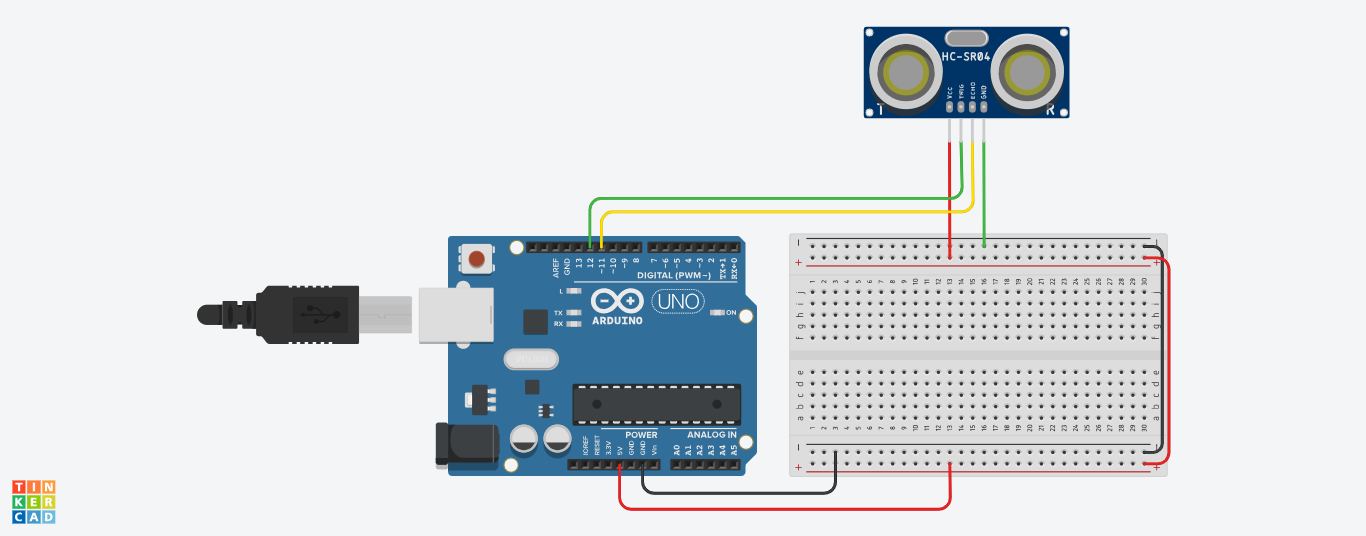 HC-SR04
VCC
TRIG
ECHO
GND
T
R
AREF
GND
13
12
~11
~10
~9
8
7
~6
~5
4
~3
2
TX→1
RX←0
DIGITAL (PWM~)
L
TX
RX
ARDUINO
UNO
ON
POWER
ANALOG IN
IOREF
RESET
3.3V
5V
GND
GND
Vin
A0
A1
A2
A3
A4
A5
1 2 3 4 5 6 7 8 9 10 11 12 13 14 15 16 17 18 19 20 21 22 23 24 25 26 27 28 29 30
j j
i i
h h
g g
f f
e e
d d
c c
b b
a a
1 2 3 4 5 6 7 8 9 10 11 12 13 14 15 16 17 18 19 20 21 22 23 24 25 26 27 28 29 30
TIN
KER
CAD